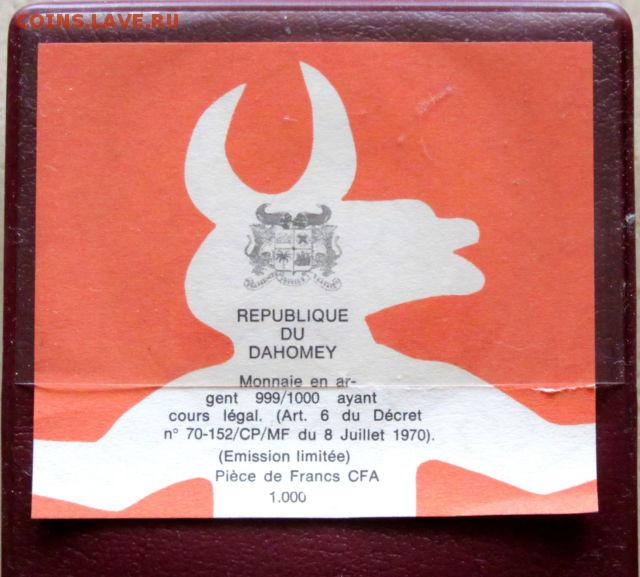 COINS.LAVE.RU
REPUBLIQUE
DU
DAHOMEY
Monnaie en ar-
gent 999/1000 ayant
cours légal. (Art. 6 du Décret
n° 70-152/CP/MF du 8 Juillet 1970).
(Emission limitée)
Pièce de Francs CFA
1.000